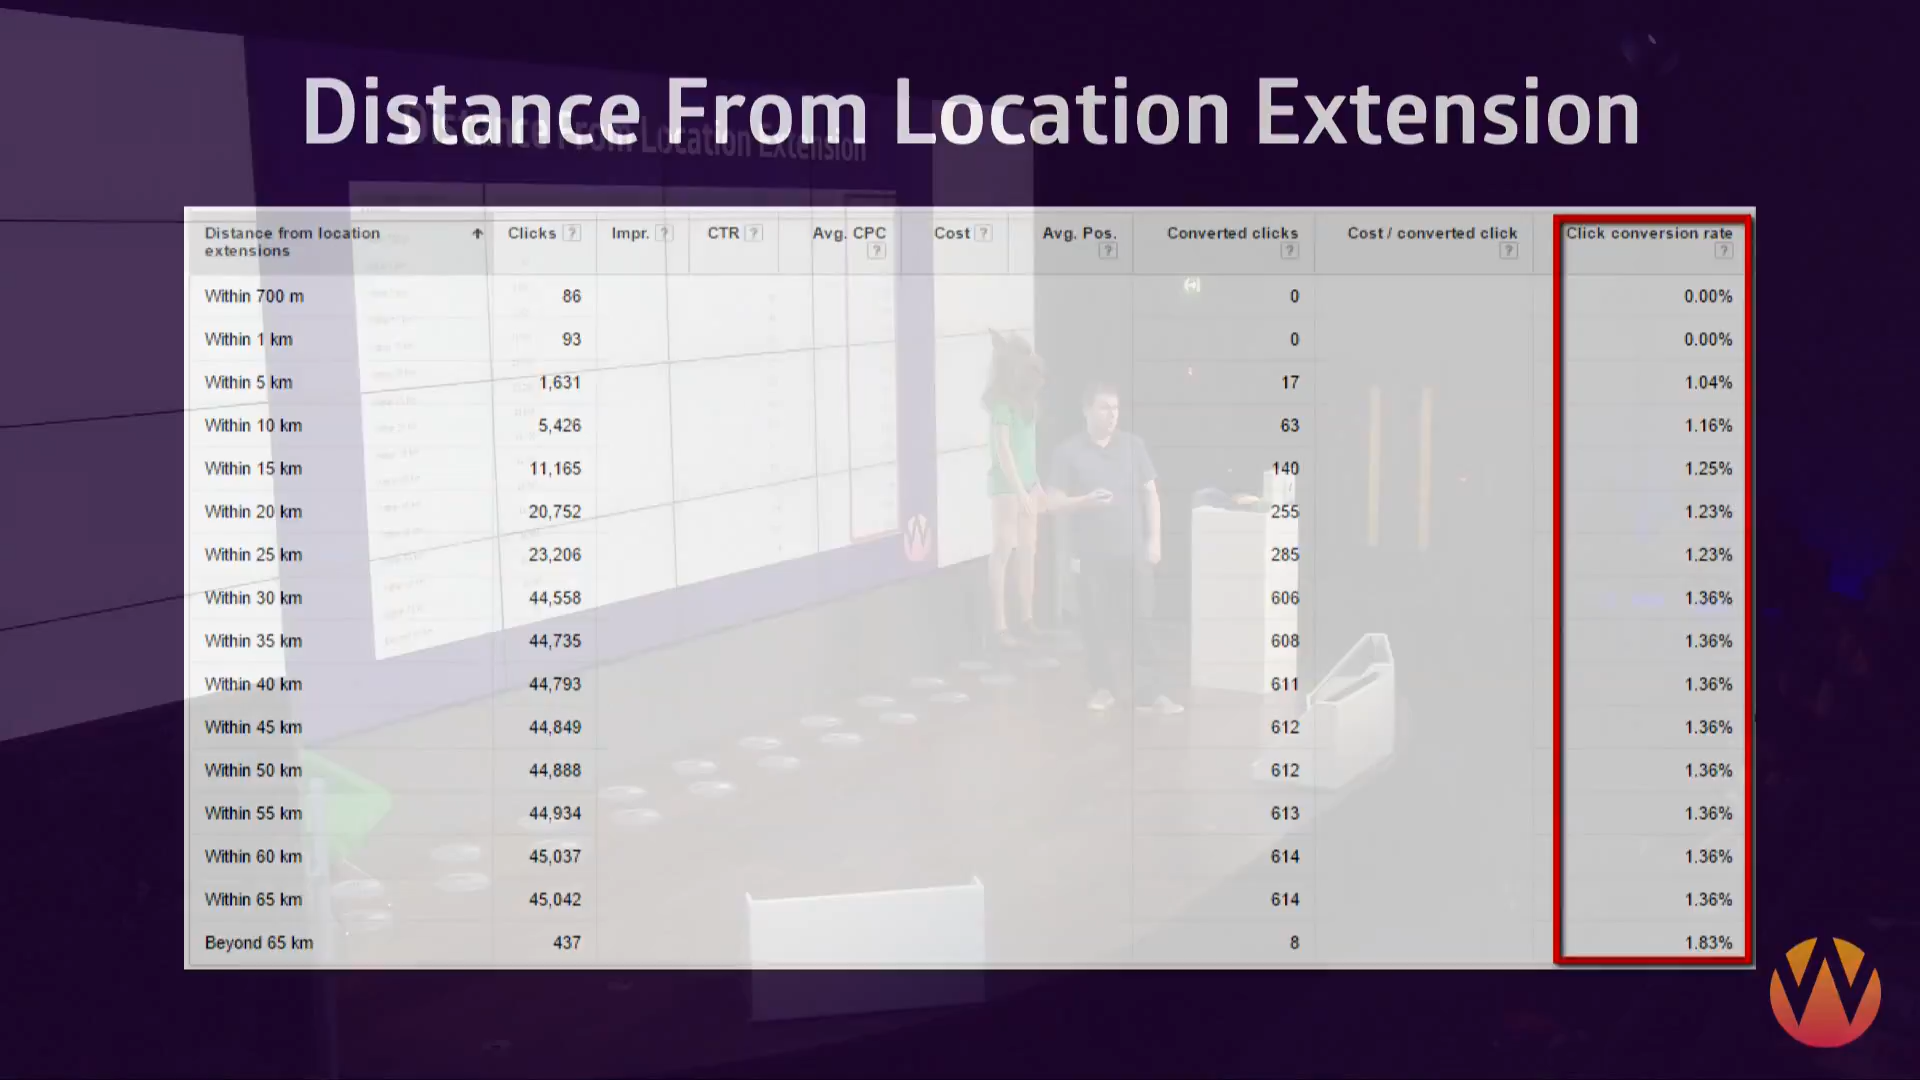 Distance From Location Extension
Distance from location extensions ↑ Clicks ? Impr. ? CTR ? Avg. CPC ? Cost ? Avg. Pos. ? Converted clicks ? Cost / converted click ? Click conversion rate ?
Within 700 m 86 0 0.00%
Within 1 km 93 0 0.00%
Within 5 km 1,631 17 1.04%
Within 10 km 5,426 63 1.16%
Within 15 km 11,165 140 1.25%
Within 20 km 20,752 255 1.23%
Within 25 km 23,206 285 1.23%
Within 30 km 44,558 606 1.36%
Within 35 km 44,735 608 1.36%
Within 40 km 44,793 611 1.36%
Within 45 km 44,849 612 1.36%
Within 50 km 44,888 612 1.36%
Within 55 km 44,934 613 1.36%
Within 60 km 45,037 614 1.36%
Within 65 km 45,042 614 1.36%
Beyond 65 km 437 8 1.83%
W